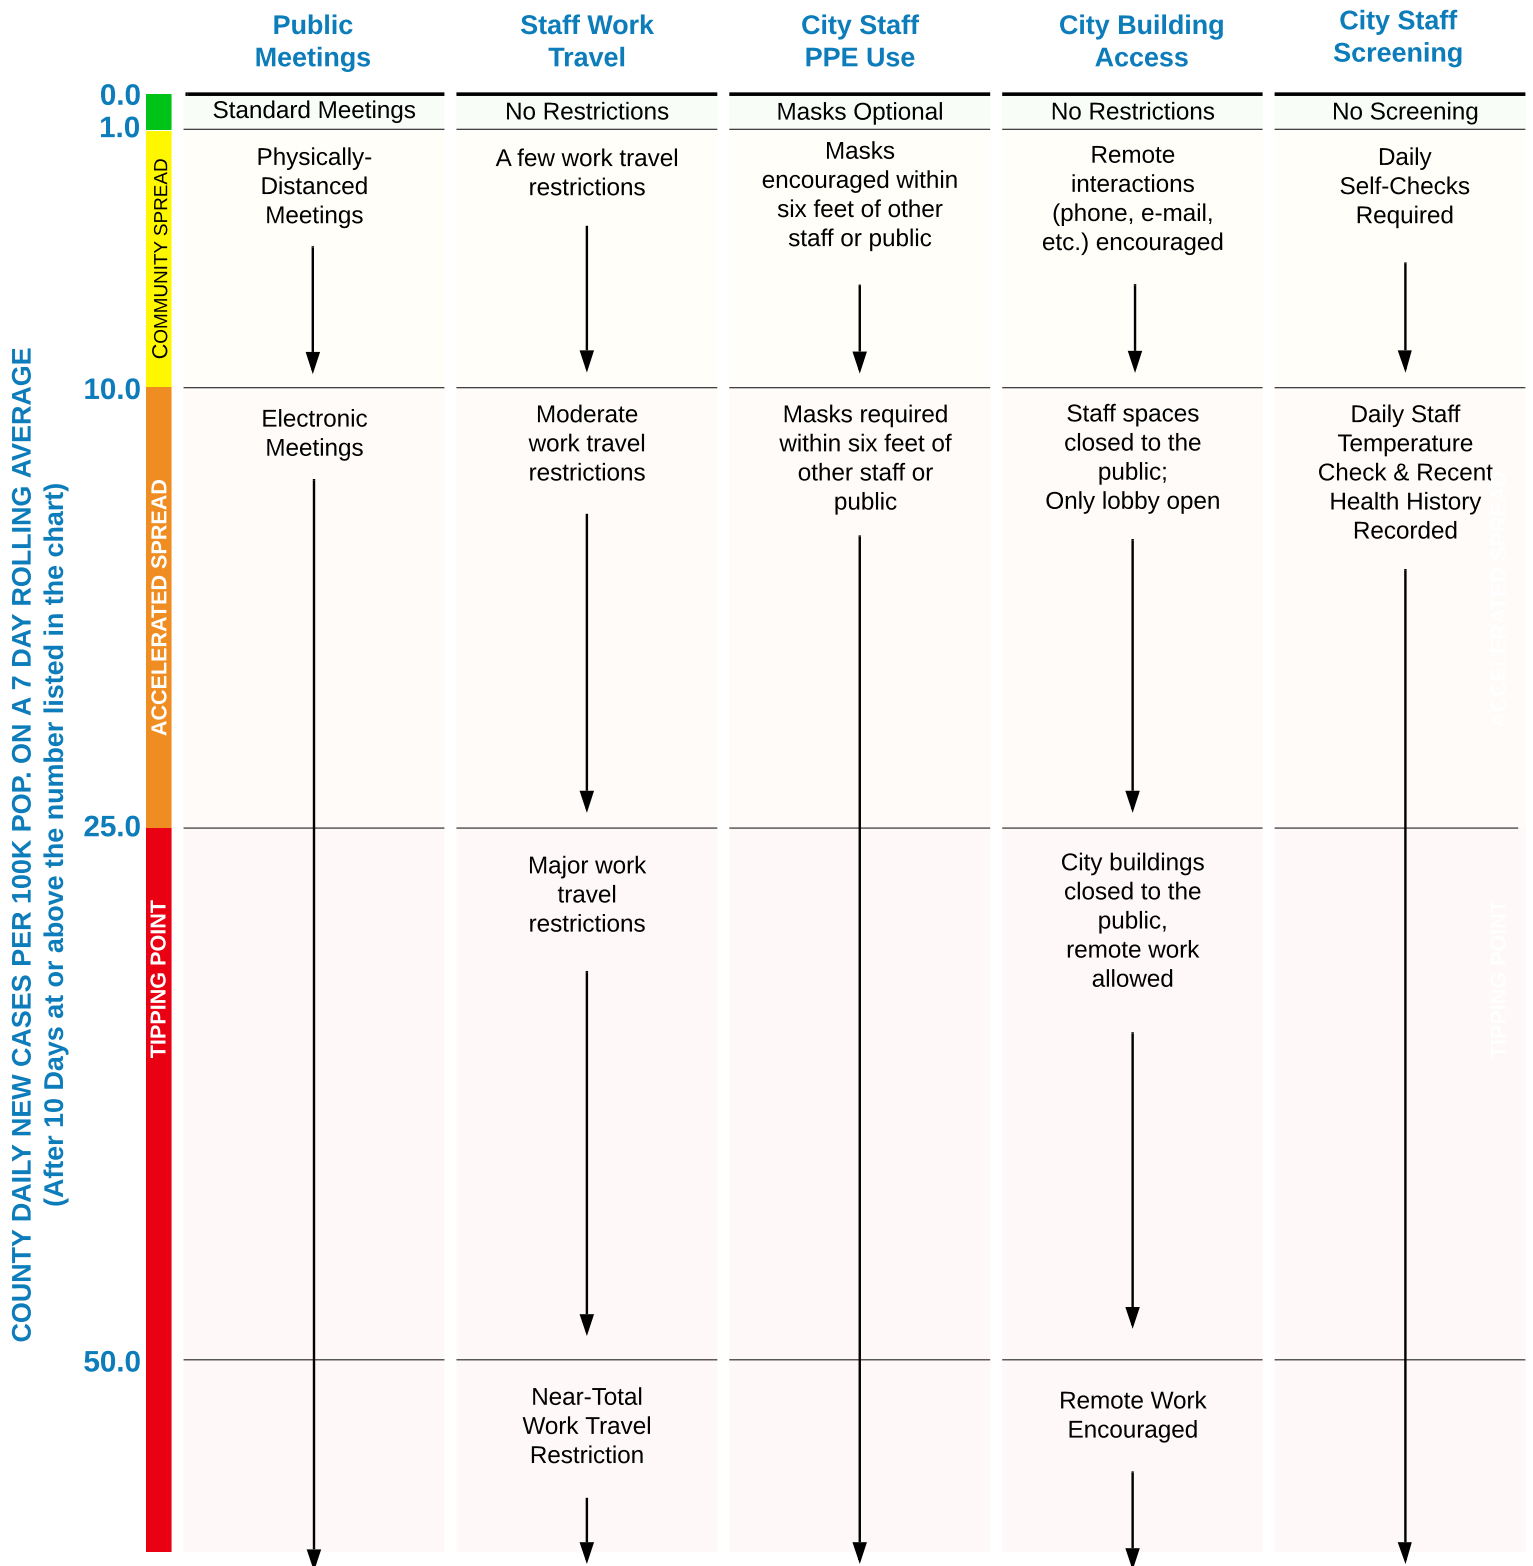 Public
Meetings
Staff Work
Travel
City Staff
PPE Use
City Building
Access
City Staff
Screening
COUNTY DAILY NEW CASES PER 100K POP. ON A 7 DAY ROLLING AVERAGE
(After 10 Days at or above the number listed in the chart)
0.0
1.0
Standard Meetings
No Restrictions
Masks Optional
No Restrictions
No Screening
COMMUNITY SPREAD
Physically-
Distanced
Meetings
A few work travel
restrictions
Masks
encouraged within
six feet of other
staff or public
Remote
interactions
(phone, e-mail,
etc.) encouraged
Daily
Self-Checks
Required
10.0
ACCELERATED SPREAD
Electronic
Meetings
Moderate
work travel
restrictions
Masks required
within six feet of
other staff or
public
Staff spaces
closed to the
public;
Only lobby open
Daily Staff
Temperature
Check & Recent
Health History
Recorded
ACCELERATED SPREAD
25.0
TIPPING POINT
Major work
travel
restrictions
City buildings
closed to the
public,
remote work
allowed
TIPPING POINT
50.0
Near-Total
Work Travel
Restriction
Remote Work
Encouraged